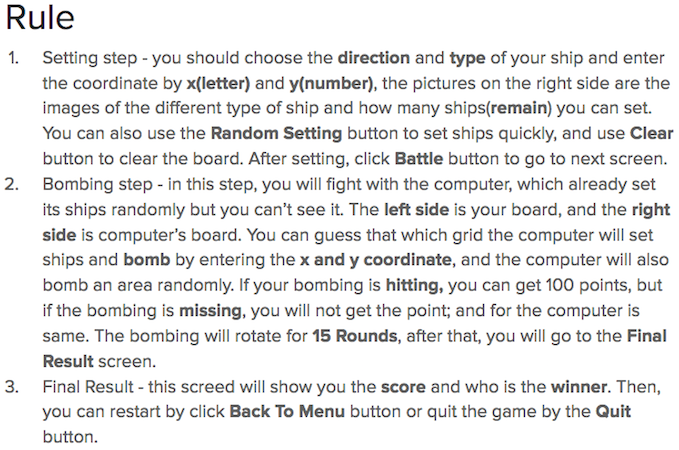 Rule
1. Setting step - you should choose the direction and type of your ship and enter
the coordinate by x(letter) and y(number), the pictures on the right side are the
images of the different type of ship and how many ships(remain) you can set.
You can also use the Random Setting button to set ships quickly, and use Clear
button to clear the board. After setting, click Battle button to go to next screen.
2. Bombing step - in this step, you will fight with the computer, which already set
its ships randomly but you can't see it. The left side is your board, and the right
side is computer's board. You can guess that which grid the computer will set
ships and bomb by entering the x and y coordinate, and the computer will also
bomb an area randomly. If your bombing is hitting, you can get 100 points, but
if the bombing is missing, you will not get the point; and for the computer is
same. The bombing will rotate for 15 Rounds, after that, you will go to the Final
Result screen.
3. Final Result - this screed will show you the score and who is the winner. Then,
you can restart by click Back To Menu button or quit the game by the Quit
button.